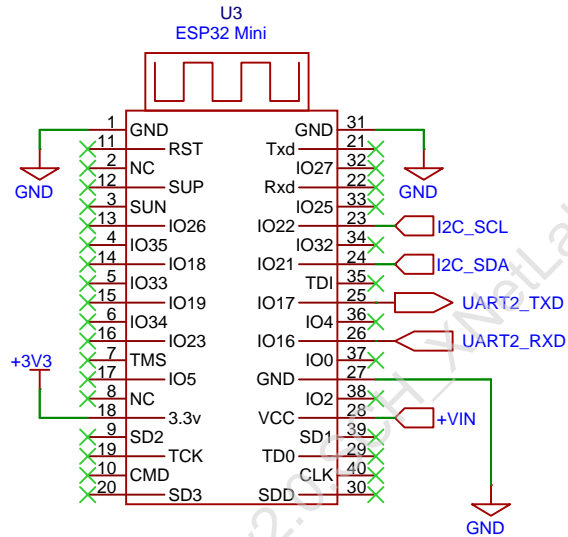 U3
ESP32 Mini
1 GND GND 31
11 RST Txd 21
2 NC IO27 32
12 SUP Rxd 22
3 SUN IO25 33
13 IO26 IO22 23 I2C_SCL
4 IO35 IO32 34
14 IO18 IO21 24 I2C_SDA
5 IO33 TDI 35
15 IO19 IO17 25 UART2_TXD
6 IO34 IO4 36
16 IO23 IO16 26 UART2_RXD
7 TMS IO0 37
17 IO5 GND 27
8 NC IO2 38
18 3.3v VCC 28 +VIN
9 SD2 SD1 39
19 TCK TD0 29
10 CMD CLK 40
20 SD3 SDD 30
GND
GND
+3V3
GND